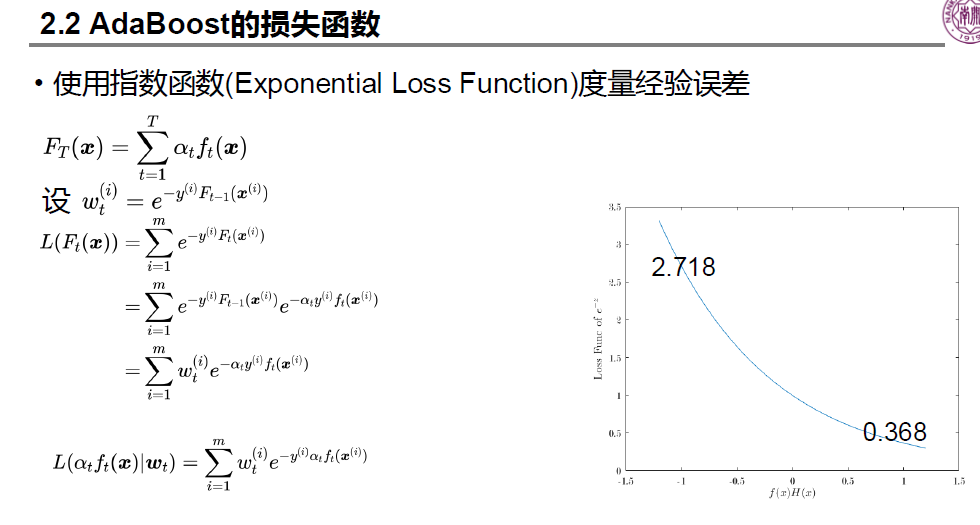 2.2 AdaBoost的损失函数
• 使用指数函数(Exponential Loss Function)度量经验误差
$F_T(\boldsymbol{x}) = \sum_{t=1}^{T} \alpha_t f_t(\boldsymbol{x})$
设 $w_t^{(i)} = e^{-y^{(i)} F_{t-1}(\boldsymbol{x}^{(i)})}$
$L(F_t(\boldsymbol{x})) = \sum_{i=1}^{m} e^{-y^{(i)} F_t(\boldsymbol{x}^{(i)})}$
$= \sum_{i=1}^{m} e^{-y^{(i)} F_{t-1}(\boldsymbol{x}^{(i)})} e^{-\alpha_t y^{(i)} f_t(\boldsymbol{x}^{(i)})}$
$= \sum_{i=1}^{m} w_t^{(i)} e^{-\alpha_t y^{(i)} f_t(\boldsymbol{x}^{(i)})}$
$L(\alpha_t f_t(\boldsymbol{x})|\boldsymbol{w}_t) = \sum_{i=1}^{m} w_t^{(i)} e^{-y^{(i)} \alpha_t f_t(\boldsymbol{x}^{(i)})}$
Loss Func of $e^{-z}$
3.5
3
2.5
2
1.5
1
0.5
0
2.718
0.368
-1.5 -1 -0.5 0 0.5 1 1.5
$f(x)H(x)$